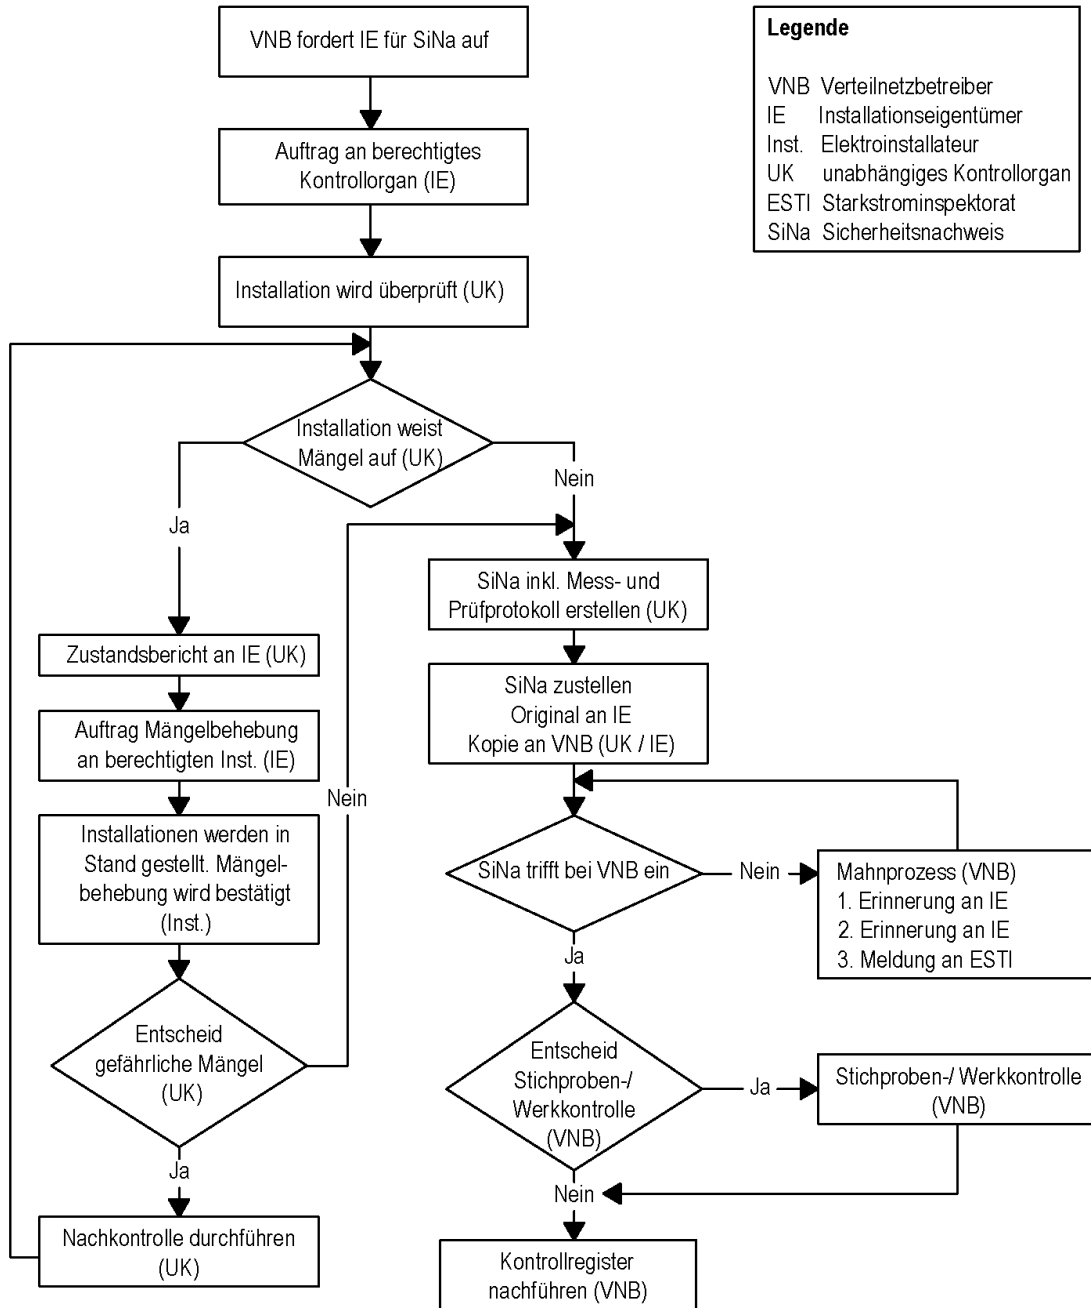 VNB fordert IE für SiNa auf
Auftrag an berechtigtes
Kontrollorgan (IE)
Installation wird überprüft (UK)
Installation weist
Mängel auf (UK)
Ja
Nein
Zustandsbericht an IE (UK)
Auftrag Mängelbehebung
an berechtigten Inst. (IE)
Installationen werden in
Stand gestellt. Mängel-
behebung wird bestätigt
(Inst.)
Entscheid
gefährliche Mängel
(UK)
Nein
Ja
Nachkontrolle durchführen
(UK)
SiNa inkl. Mess- und
Prüfprotokoll erstellen (UK)
SiNa zustellen
Original an IE
Kopie an VNB (UK / IE)
SiNa trifft bei VNB ein
Nein
Mahnprozess (VNB)
1. Erinnerung an IE
2. Erinnerung an IE
3. Meldung an ESTI
Ja
Entscheid
Stichproben-/
Werkkontrolle
(VNB)
Ja
Stichproben-/ Werkkontrolle
(VNB)
Nein
Kontrollregister
nachführen (VNB)
Legende
VNB Verteilnetzbetreiber
IE Installationseigentümer
Inst. Elektroinstallateur
UK unabhängiges Kontrollorgan
ESTI Starkstrominspektorat
SiNa Sicherheitsnachweis